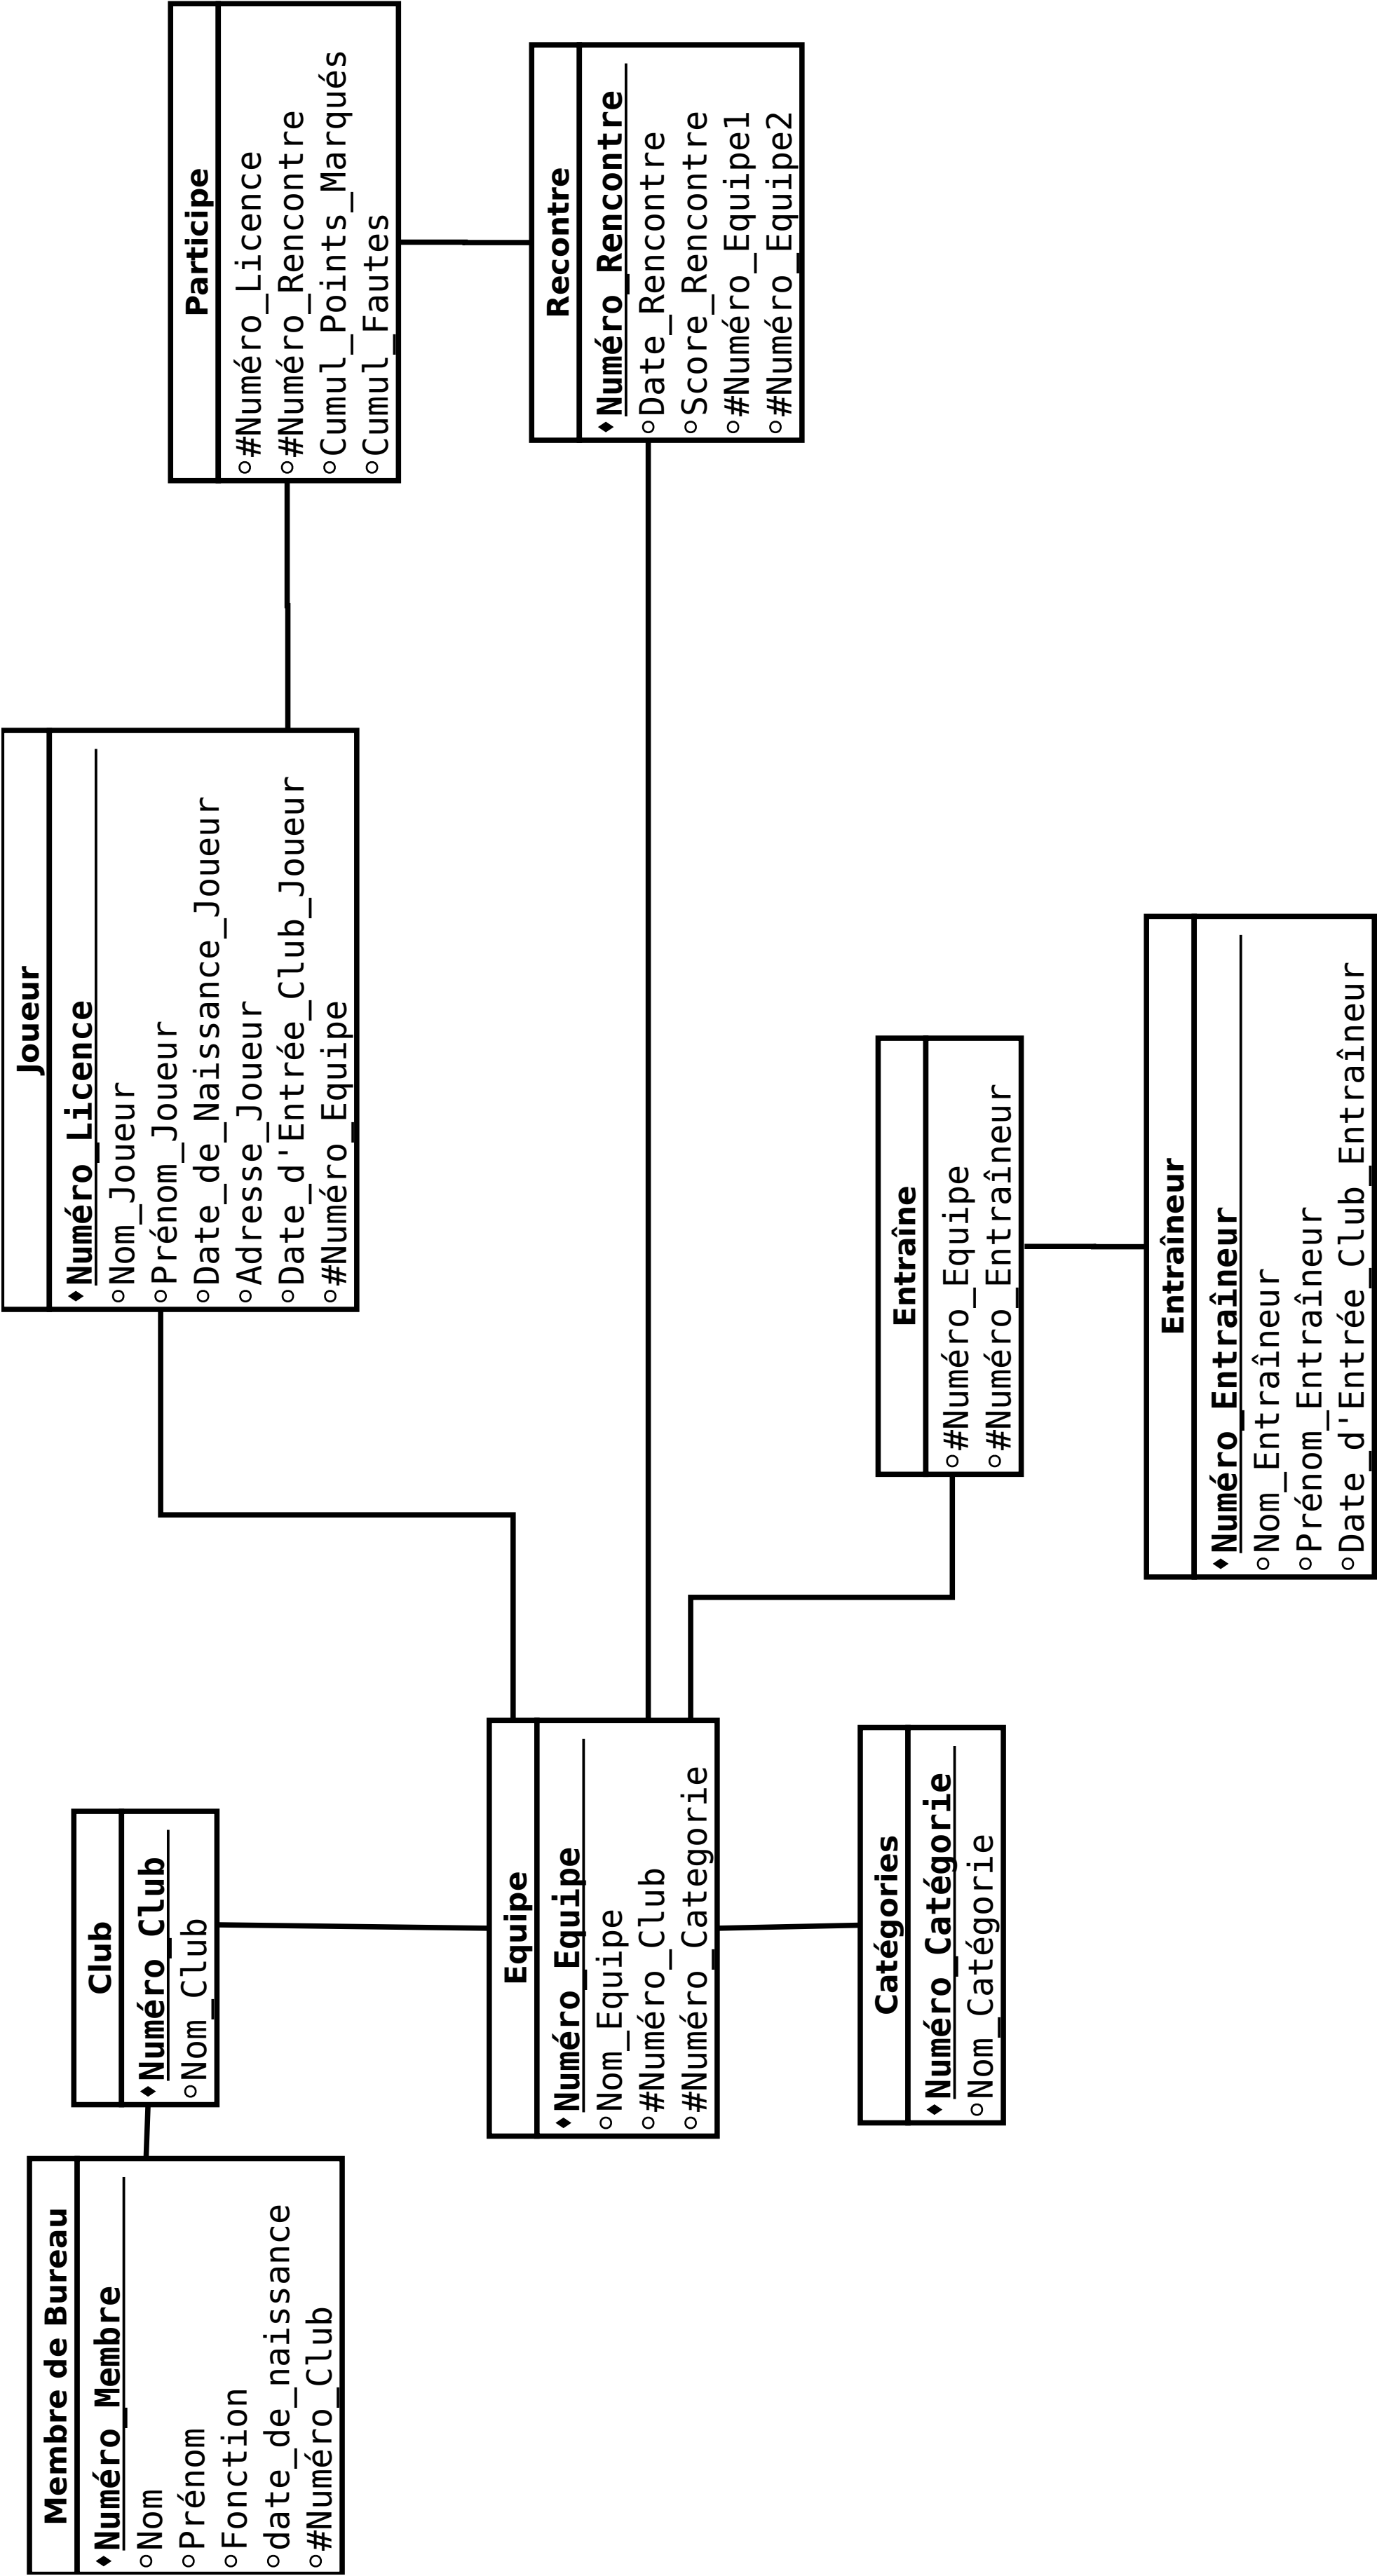 Membre de Bureau
Numéro_Membre
Nom
Prénom
Fonction
date_de_naissance
#Numéro_Club
Club
Numéro_Club
Nom_Club
Joueur
Numéro_Licence
Nom_Joueur
Prénom_Joueur
Date_de_Naissance_Joueur
Adresse_Joueur
Date_d'Entrée_Club_Joueur
#Numéro_Equipe
Participe
#Numéro_Licence
#Numéro_Rencontre
Cumul_Points_Marqués
Cumul_Fautes
Equipe
Numéro_Equipe
Nom_Equipe
#Numéro_Club
#Numéro_Categorie
Recontre
Numéro_Rencontre
Date_Rencontre
Score_Rencontre
#Numéro_Equipe1
#Numéro_Equipe2
Catégories
Numéro_Catégorie
Nom_Catégorie
Entraîne
#Numéro_Equipe
#Numéro_Entraîneur
Entraîneur
Numéro_Entraîneur
Nom_Entraîneur
Prénom_Entraîneur
Date_d'Entrée_Club_Entraîneur